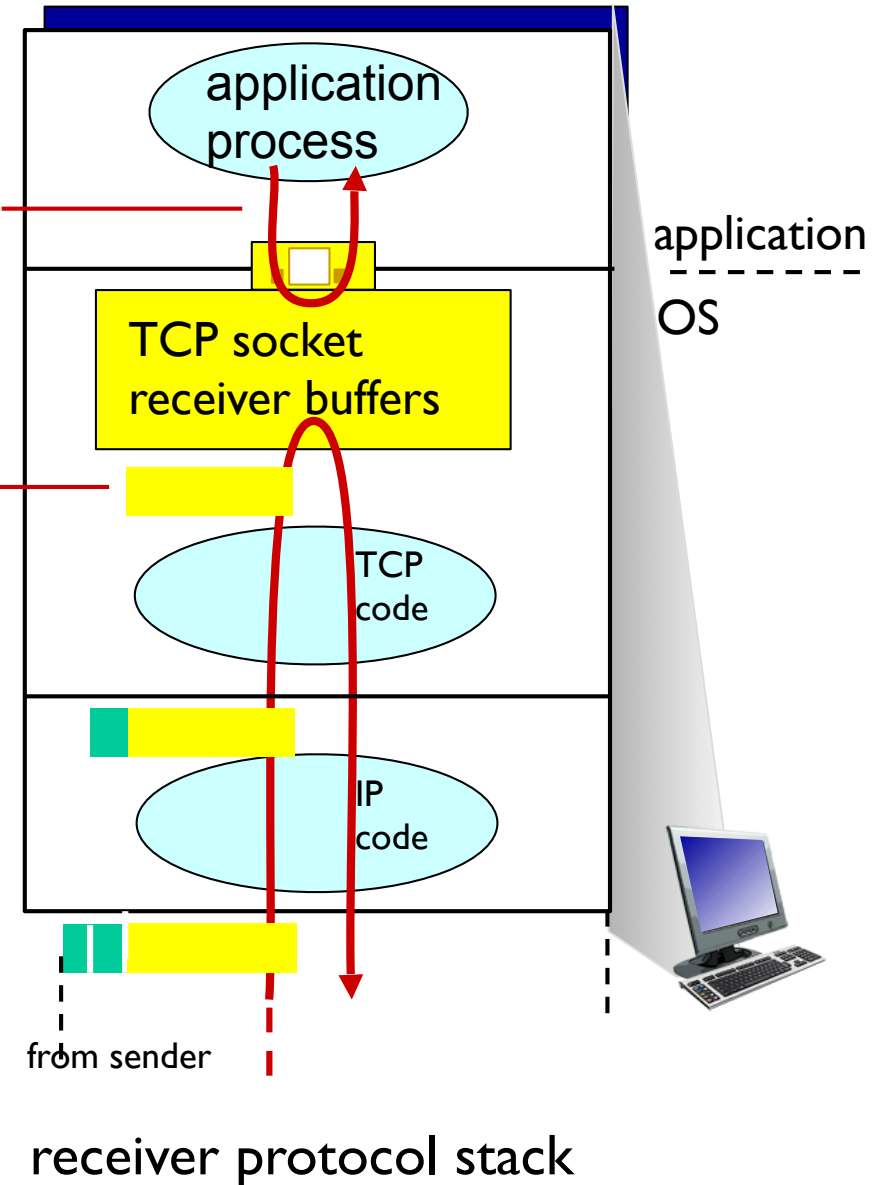 application
process
application
OS
TCP socket
receiver buffers
TCP
code
IP
code
from sender
receiver protocol stack